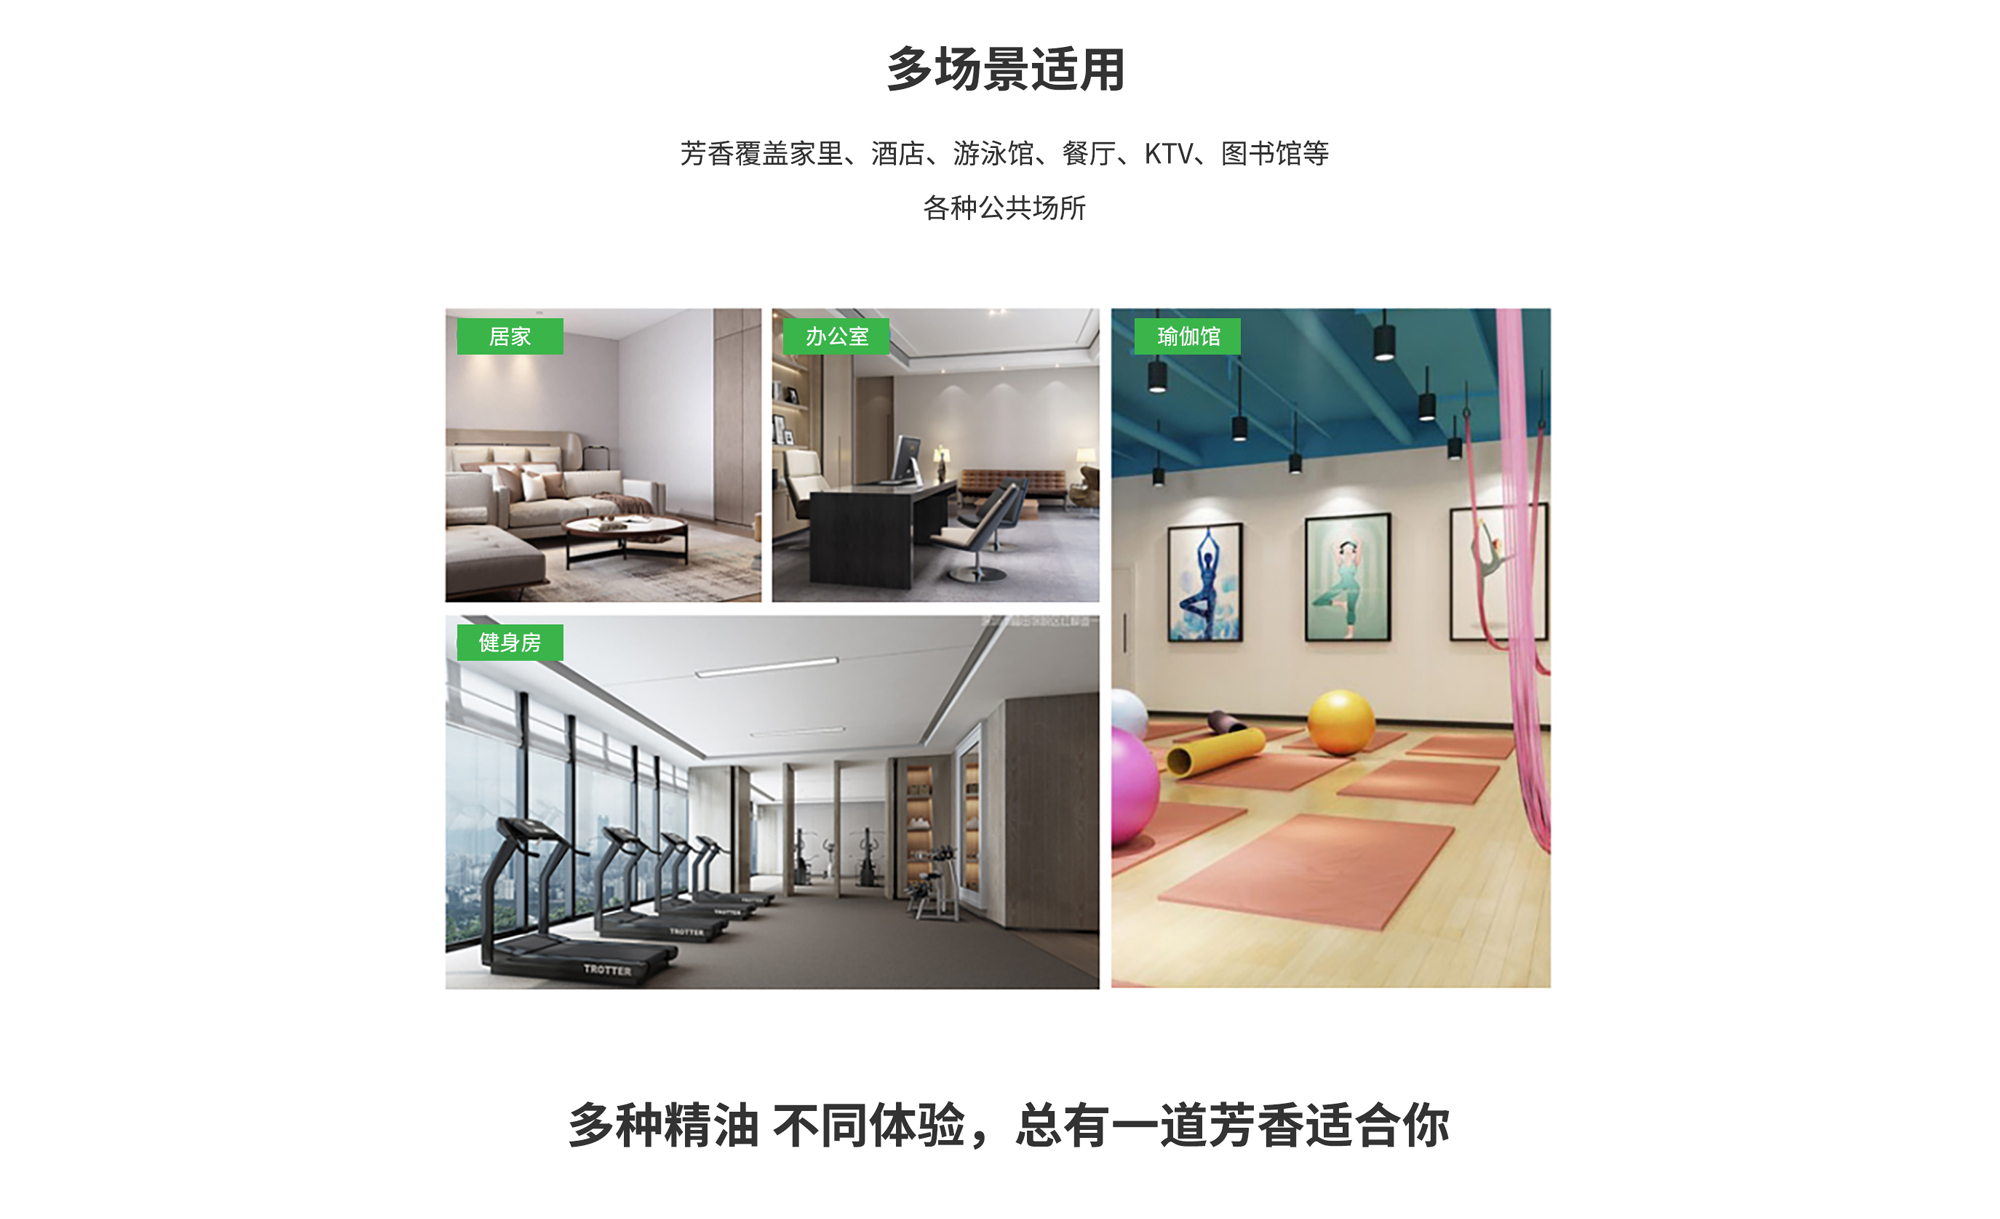 多场景适用
芳香覆盖家里、酒店、游泳馆、餐厅、KTV、图书馆等
各种公共场所
居家
办公室
瑜伽馆
健身房
TROTTER
TROTTER
TROTTER
TROTTER
多种精油 不同体验，总有一道芳香适合你